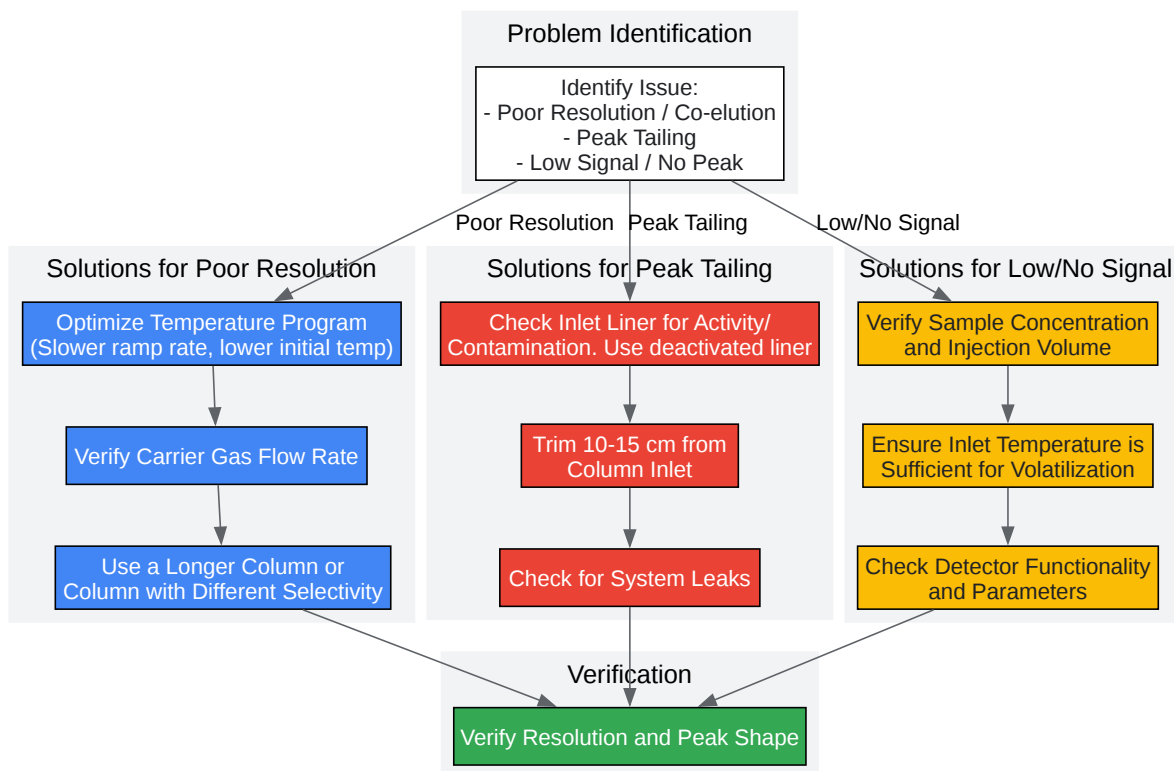 Problem Identification
Identify Issue:
- Poor Resolution / Co-elution
- Peak Tailing
- Low Signal / No Peak
Poor Resolution
Peak Tailing
Low/No Signal
Solutions for Poor Resolution
Optimize Temperature Program
(Slower ramp rate, lower initial temp)
Verify Carrier Gas Flow Rate
Use a Longer Column or
Column with Different Selectivity
Solutions for Peak Tailing
Check Inlet Liner for Activity/
Contamination. Use deactivated liner
Trim 10-15 cm from
Column Inlet
Check for System Leaks
Solutions for Low/No Signal
Verify Sample Concentration
and Injection Volume
Ensure Inlet Temperature is
Sufficient for Volatilization
Check Detector Functionality
and Parameters
Verification
Verify Resolution and Peak Shape